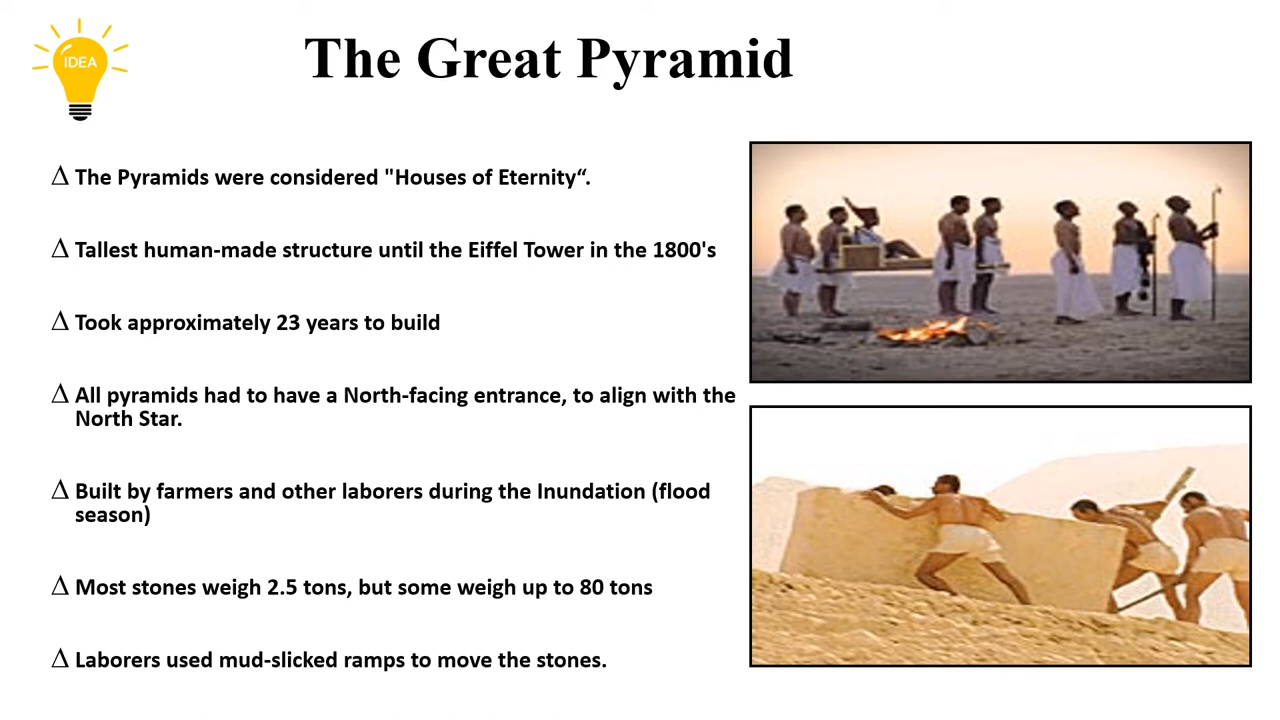 IDEA
The Great Pyramid
Δ The Pyramids were considered "Houses of Eternity“.
Δ Tallest human-made structure until the Eiffel Tower in the 1800's
Δ Took approximately 23 years to build
Δ All pyramids had to have a North-facing entrance, to align with the
North Star.
Δ Built by farmers and other laborers during the Inundation (flood
season)
Δ Most stones weigh 2.5 tons, but some weigh up to 80 tons
Δ Laborers used mud-slicked ramps to move the stones.